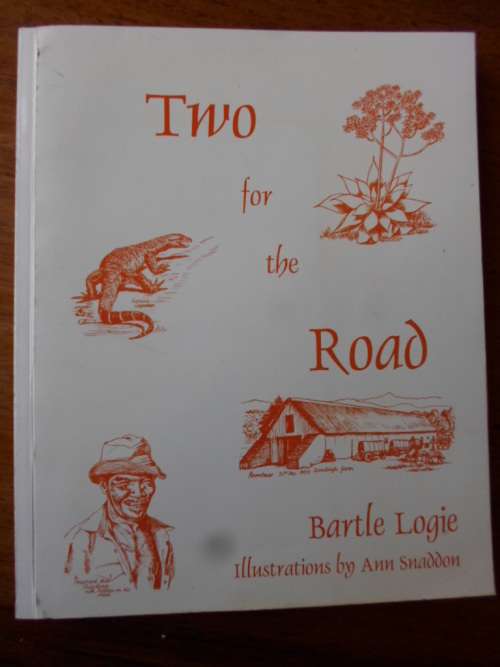 Two
for
the
Road
Bartle Logie
Illustrations by Ann Snaddon